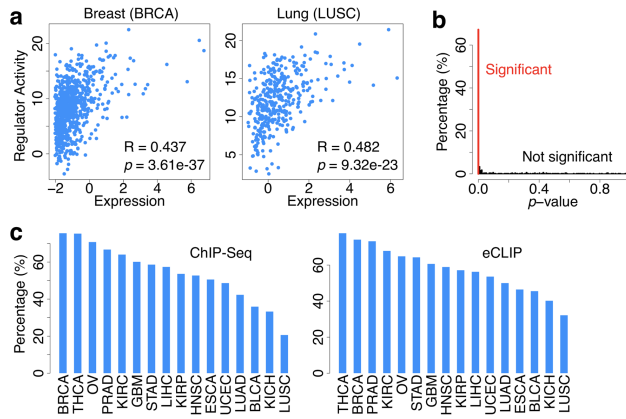 a
Breast (BRCA)
Lung (LUSC)
b
Regulator Activity
20
10
0
R = 0.437
p = 3.61e-37
−2 0 2 4 6
Expression
20
15
10
5
R = 0.482
p = 9.32e-23
0 2 4 6
Expression
Percentage (%)
60
40
20
0
Significant
Not significant
0.0 0.4 0.8
p−value
c
ChIP-Seq
Percentage (%)
60
40
20
0
BRCA THCA OV PRAD KIRC GBM STAD LIHC KIRP HNSC ESCA UCEC LUAD BLCA KICH LUSC
eCLIP
60
40
20
0
THCA BRCA PRAD KIRC OV STAD GBM HNSC KIRP LIHC UCEC LUAD ESCA BLCA KICH LUSC